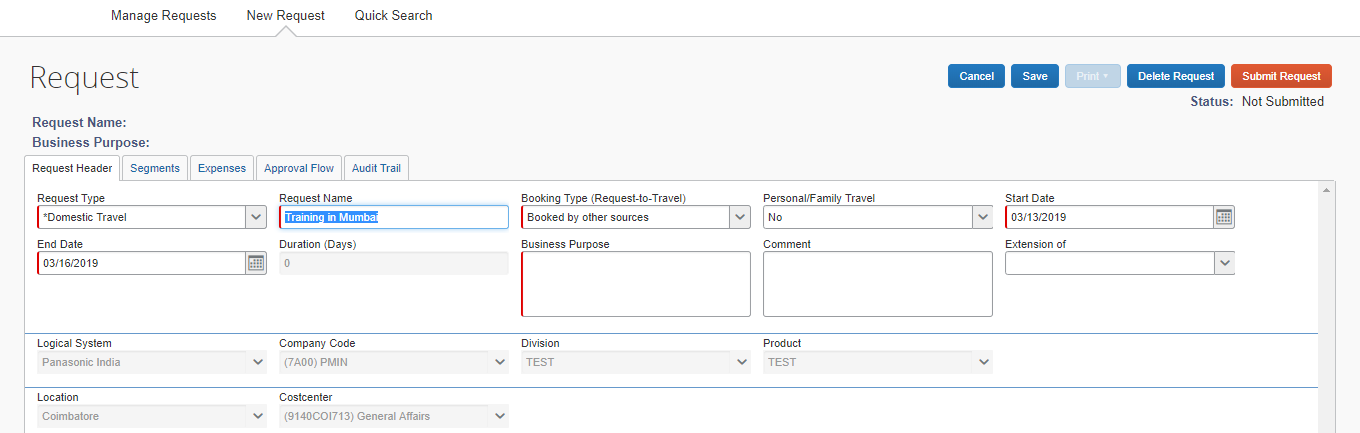 Manage Requests New Request Quick Search
Request
Cancel Save Print Delete Request Submit Request
Status: Not Submitted
Request Name:
Business Purpose:
Request Header Segments Expenses Approval Flow Audit Trail
Request Type Request Name Booking Type (Request-to-Travel) Personal/Family Travel Start Date
*Domestic Travel Training in Mumbai Booked by other sources No 03/13/2019
End Date Duration (Days) Business Purpose Comment Extension of
03/16/2019 0
Logical System Company Code Division Product
Panasonic India (7A00) PMIN TEST TEST
Location Costcenter
Coimbatore (9140COI713) General Affairs